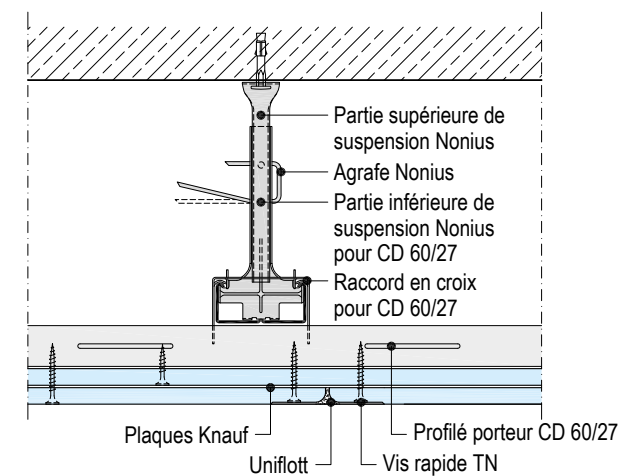 Partie supérieure de
suspension Nonius
Agrafe Nonius
Partie inférieure de
suspension Nonius
pour CD 60/27
Raccord en croix
pour CD 60/27
Plaques Knauf
Profilé porteur CD 60/27
Uniflott
Vis rapide TN